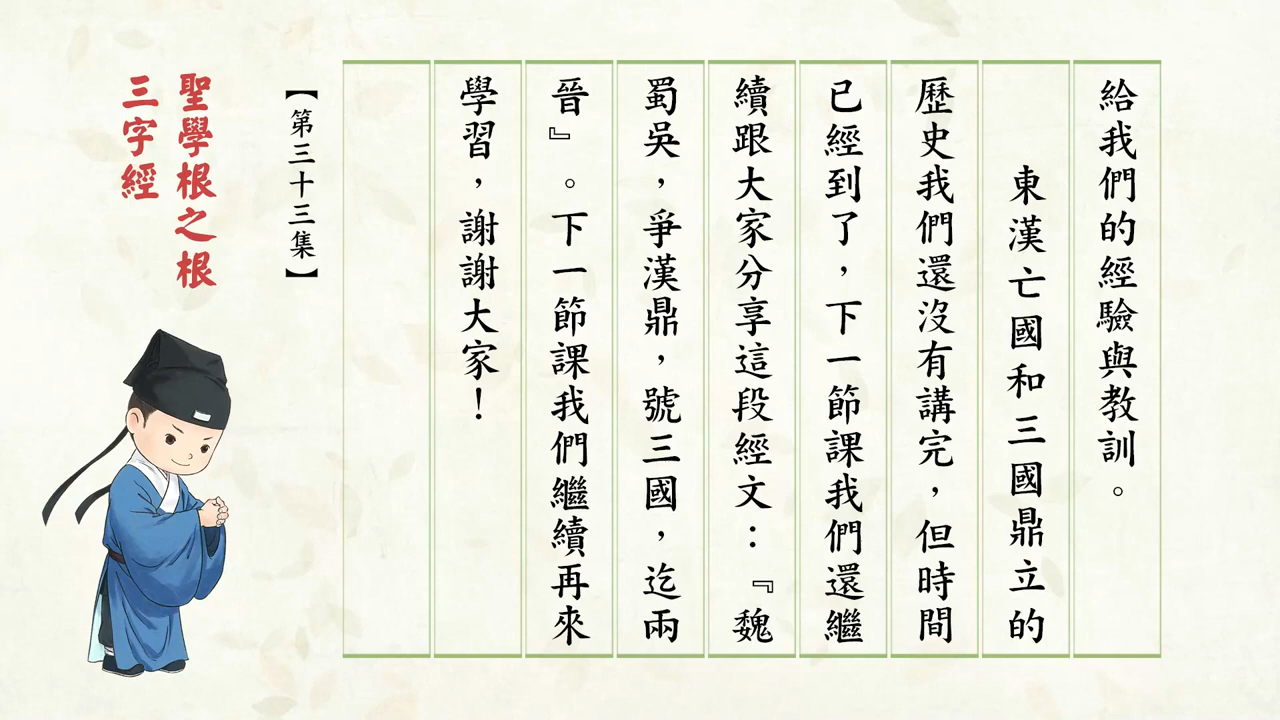 給我們的經驗與教訓。
東漢亡國和三國鼎立的
歷史我們還沒有講完，但時間
已經到了，下一節課我們還繼
續跟大家分享這段經文：『魏
蜀吳，爭漢鼎，號三國，迄兩
晉』。下一節課我們繼續再來
學習，謝謝大家！
【第三十三集】
聖學根之根
三字經